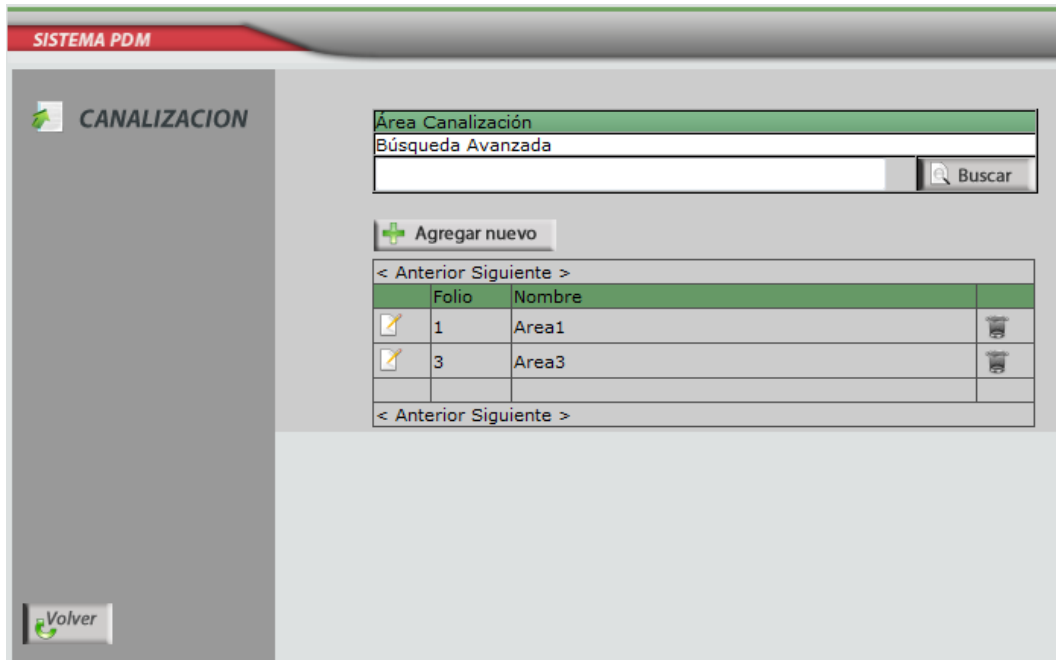 SISTEMA PDM
CANALIZACION
Área Canalización
Búsqueda Avanzada
Buscar
Agregar nuevo
< Anterior Siguiente >
Folio Nombre
1 Area1
3 Area3
< Anterior Siguiente >
Volver